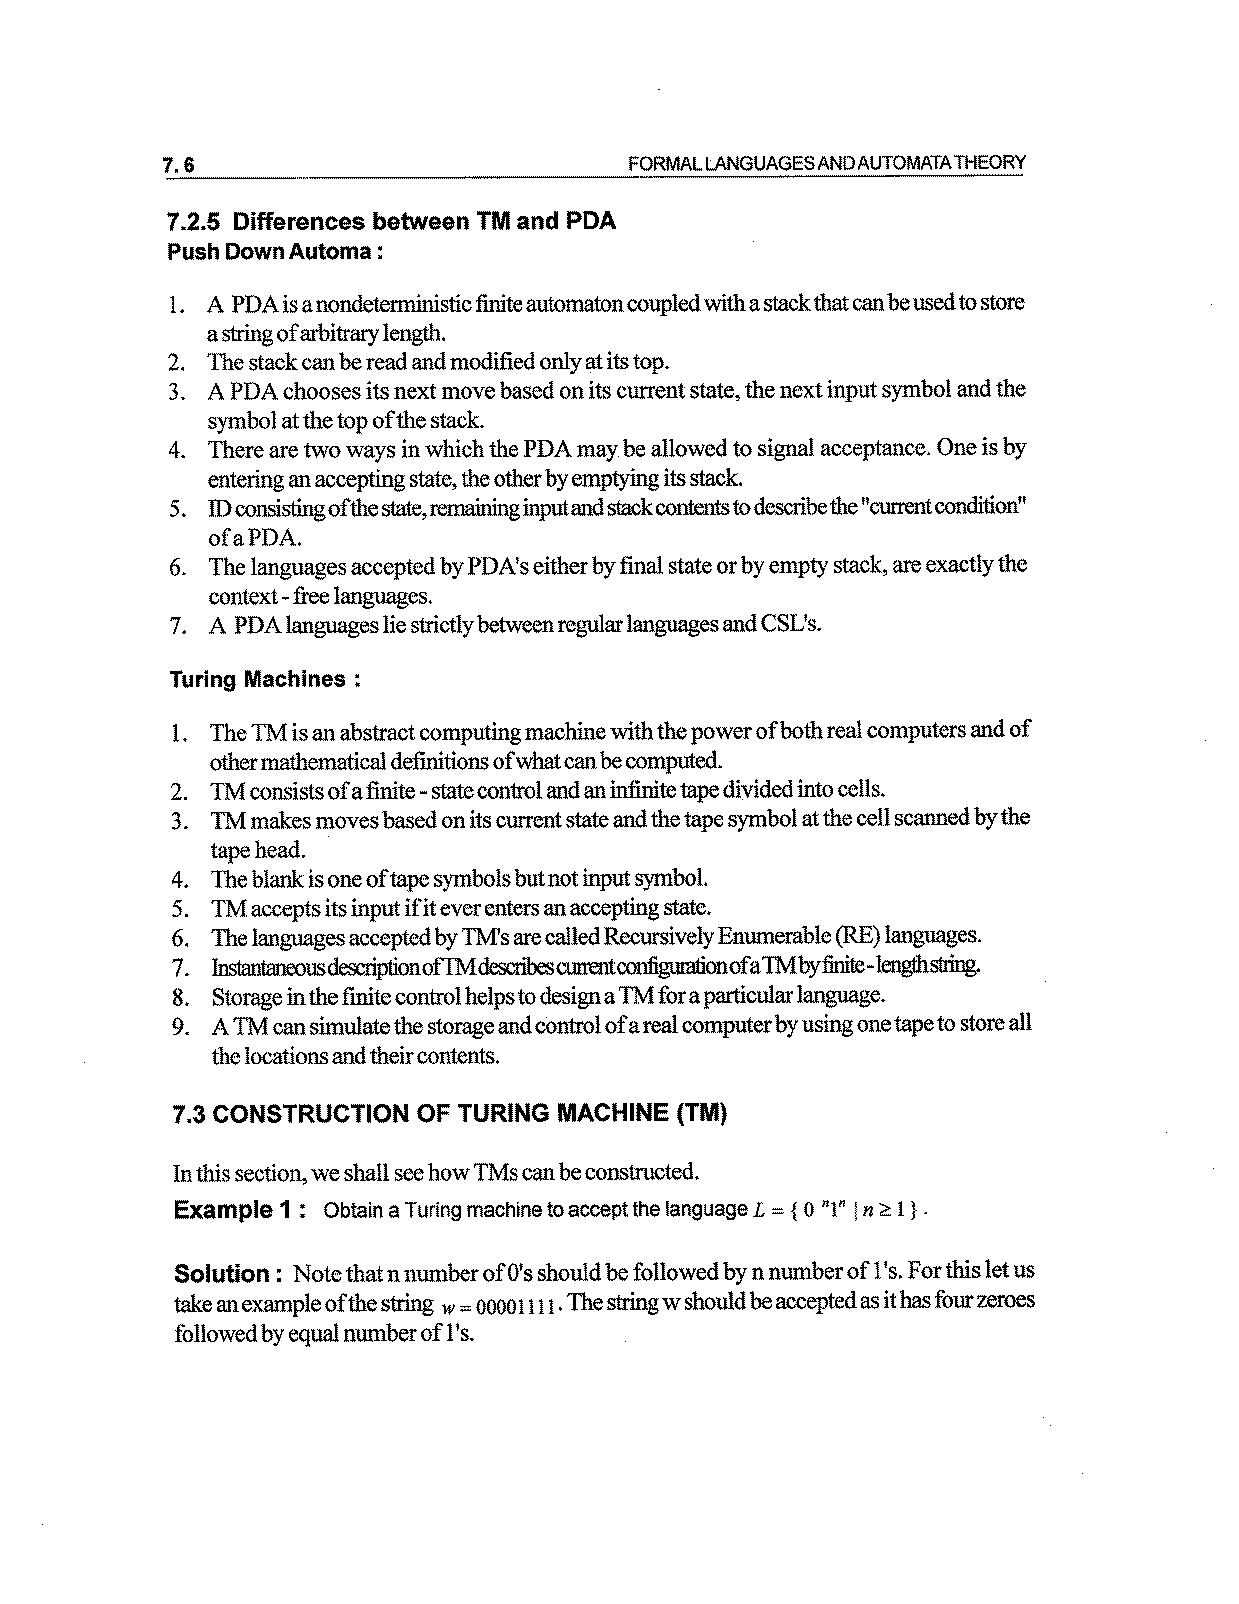 7. 6 FORMAL LANGUAGES AND AUTOMATA THEORY
7.2.5 Differences between TM and PDA
Push Down Automa :
1. A PDA is a nondeterministic finite automaton coupled with a stack that can be used to store
a string of arbitrary length.
2. The stack can be read and modified only at its top.
3. A PDA chooses its next move based on its current state, the next input symbol and the
symbol at the top of the stack.
4. There are two ways in which the PDA may be allowed to signal acceptance. One is by
entering an accepting state, the other by emptying its stack.
5. ID consisting of the state, remaining input and stack contents to describe the "current condition"
of a PDA.
6. The languages accepted by PDA's either by final state or by empty stack, are exactly the
context - free languages.
7. A PDA languages lie strictly between regular languages and CSL's.
Turing Machines :
1. The TM is an abstract computing machine with the power of both real computers and of
other mathematical definitions of what can be computed.
2. TM consists of a finite - state control and an infinite tape divided into cells.
3. TM makes moves based on its current state and the tape symbol at the cell scanned by the
tape head.
4. The blank is one of tape symbols but not input symbol.
5. TM accepts its input if it ever enters an accepting state.
6. The languages accepted by TM's are called Recursively Enumerable (RE) languages.
7. Instantaneous description of TM describes current configuration of a TM by finite - length string.
8. Storage in the finite control helps to design a TM for a particular language.
9. A TM can simulate the storage and control of a real computer by using one tape to store all
the locations and their contents.
7.3 CONSTRUCTION OF TURING MACHINE (TM)
In this section, we shall see how TMs can be constructed.
Example 1 : Obtain a Turing machine to accept the language L = { 0 "1" | n ≥ 1 } .
Solution : Note that n number of 0's should be followed by n number of 1's. For this let us
take an example of the string w = 00001111. The string w should be accepted as it has four zeroes
followed by equal number of 1's.